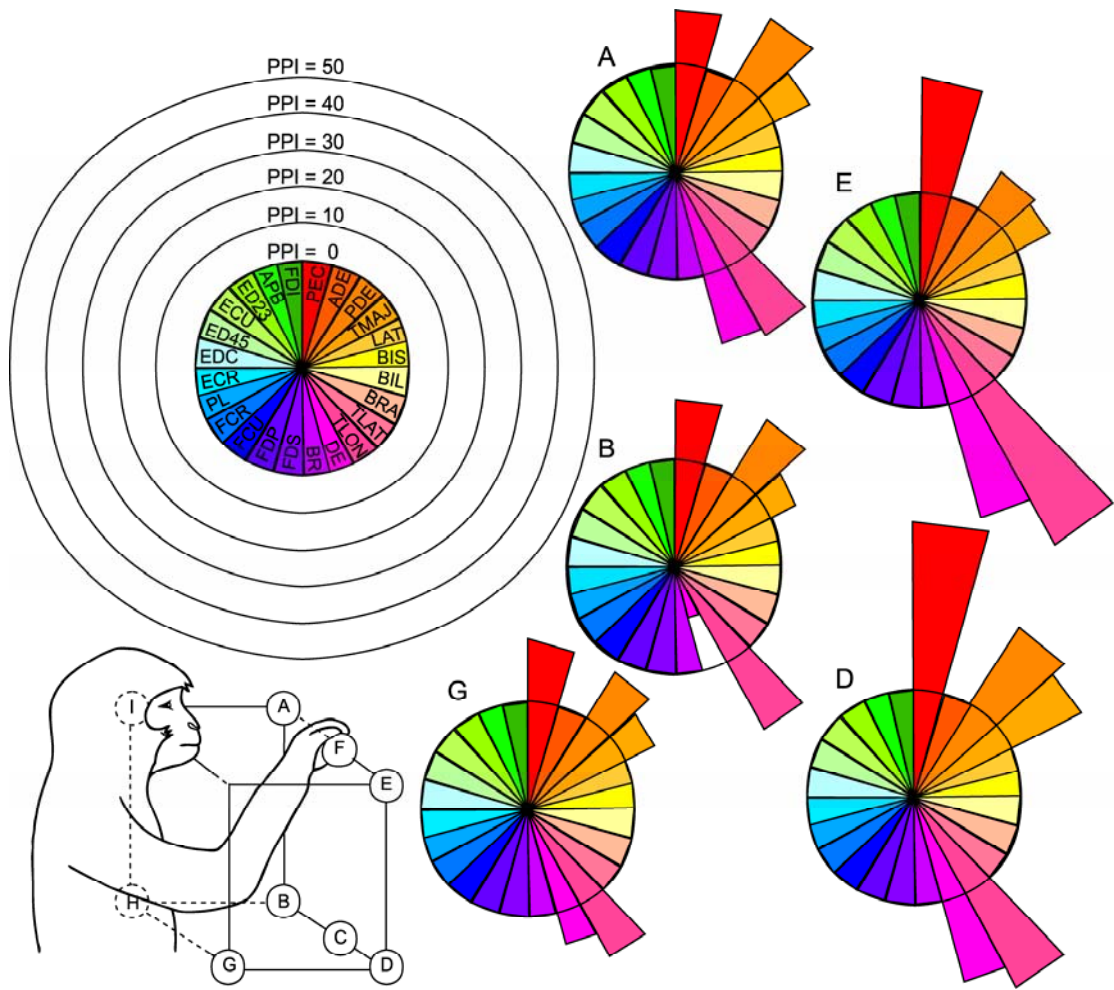 PPI = 50
PPI = 40
PPI = 30
PPI = 20
PPI = 10
PPI = 0
PEC
ADE
PDE
TMAJ
LAT
BIS
BIL
BRA
TLAT
TLON
DE
BR
FDS
FDP
FCU
FCR
PL
ECR
EDC
ED45
ECU
ED23
APB
FDI
A
E
B
G
D
I
A
F
E
H
B
C
G
D